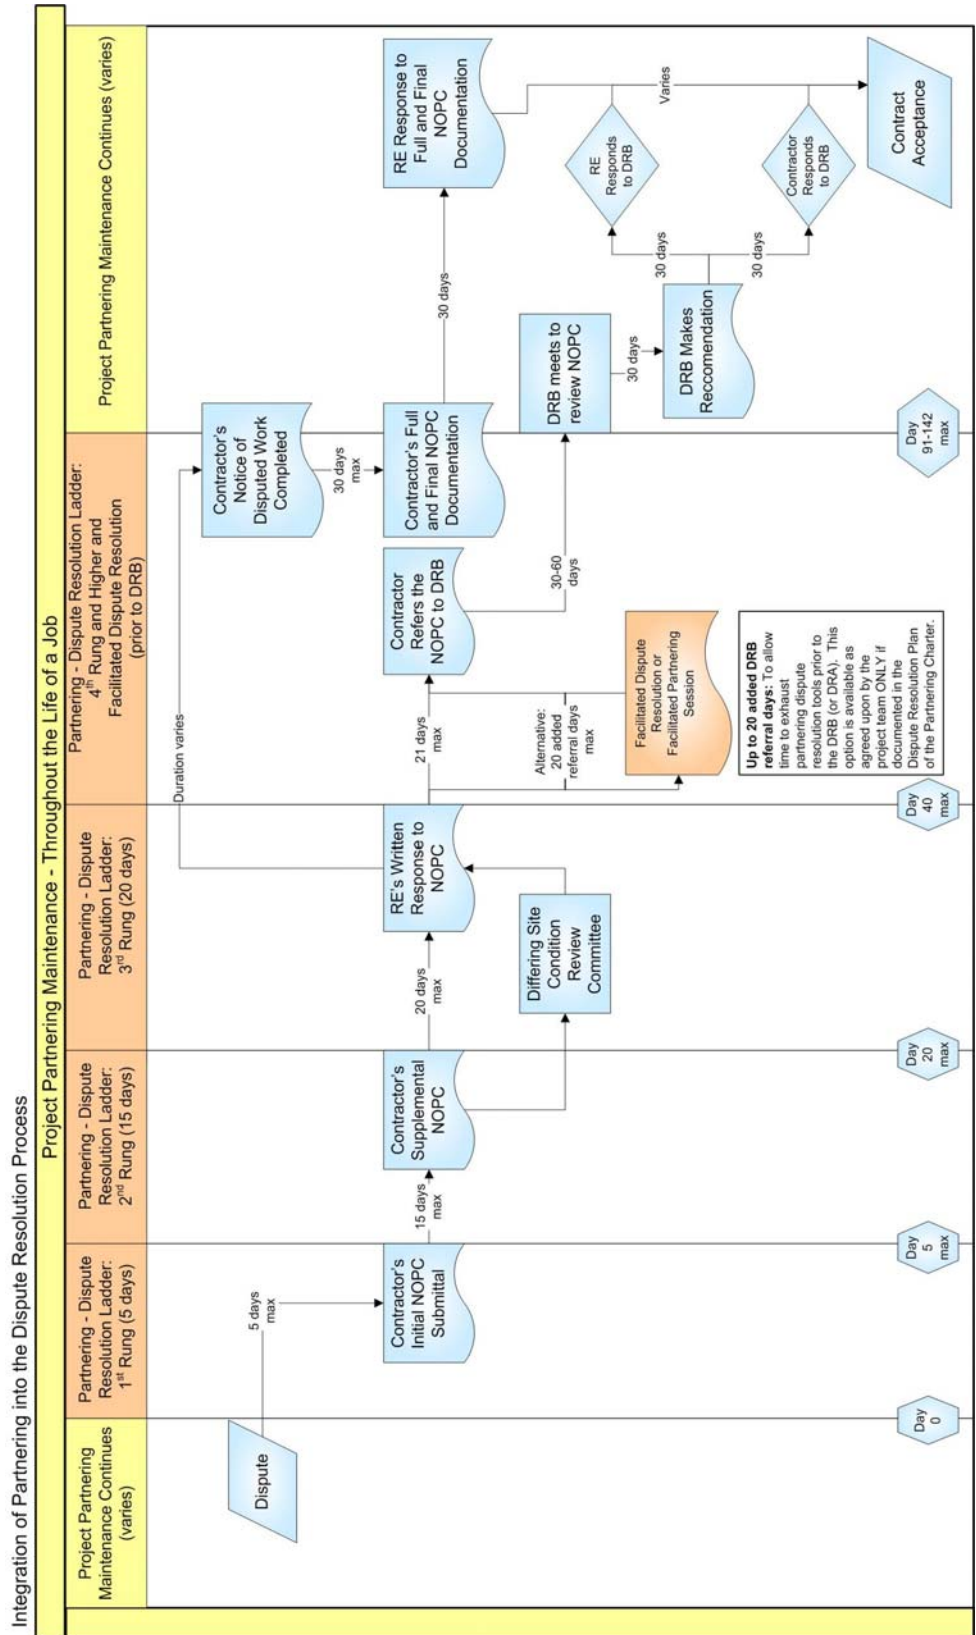 Integration of Partnering into the Dispute Resolution Process
Project Partnering Maintenance - Throughout the Life of a Job
Project Partnering
Maintenance Continues
(varies)
Partnering - Dispute
Resolution Ladder:
1st Rung (5 days)
Partnering - Dispute
Resolution Ladder:
2nd Rung (15 days)
Partnering - Dispute
Resolution Ladder:
3rd Rung (20 days)
Partnering - Dispute Resolution Ladder:
4th Rung and Higher and
Facilitated Dispute Resolution
(prior to DRB)
Project Partnering Maintenance Continues (varies)
Dispute
5 days
max
Contractor's
Initial NOPC
Submittal
15 days
max
Contractor's
Supplemental
NOPC
20 days
max
Differing Site
Condition
Review
Committee
RE's Written
Response to
NOPC
Duration varies
21 days
max
Alternative:
20 added
referral days
max
Facilitated Dispute
Resolution or
Facilitated Partnering
Session
Contractor
Refers the
NOPC to DRB
30-60
days
Contractor's
Notice of
Disputed Work
Completed
30 days
max
Contractor's Full
and Final NOPC
Documentation
30 days
RE Response to
Full and Final
NOPC
Documentation
DRB meets to
review NOPC
30 days
DRB Makes
Reccomendation
30 days
30 days
RE
Responds
to DRB
Contractor
Responds
to DRB
Varies
Contract
Acceptance
Up to 20 added DRB
referral days: To allow
time to exhaust
partnering dispute
resolution tools prior to
the DRB (or DRA). This
option is available as
agreed upon by the
project team ONLY if
documented in the
Dispute Resolution Plan
of the Partnering Charter.
Day
0
Day
5
max
Day
20
max
Day
40
max
Day
91-142
max